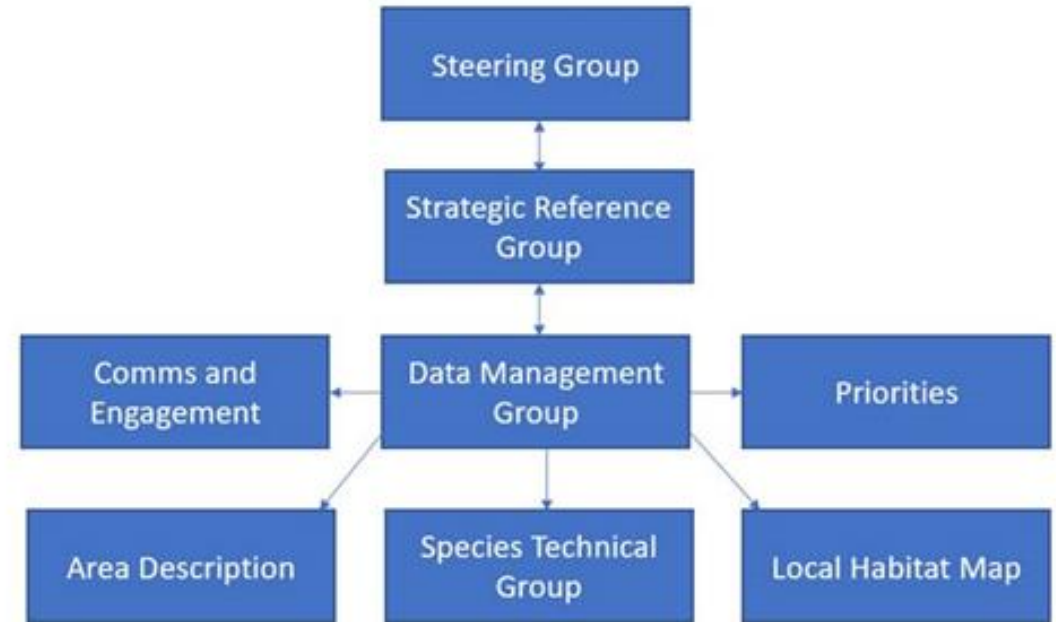 Steering Group
Strategic Reference
Group
Comms and
Engagement
Data Management
Group
Priorities
Area Description
Species Technical
Group
Local Habitat Map